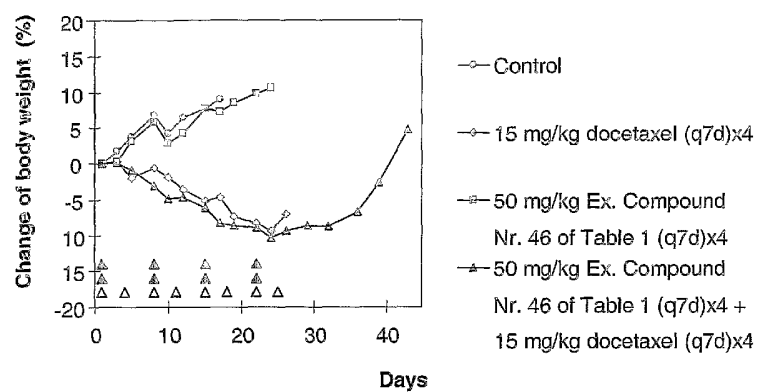 Change of body weight (%)
20
15
10
5
0
-5
-10
15
-20
0
10
20
30
40
Days
Control
15 mg/kg docetaxel (q7d)x4
50 mg/kg Ex. Compound
Nr. 46 of Table 1 (q7d)x4
50 mg/kg Ex. Compound
Nr. 46 of Table 1 (q7d)x4 +
15 mg/kg docetaxel (q7d)x4